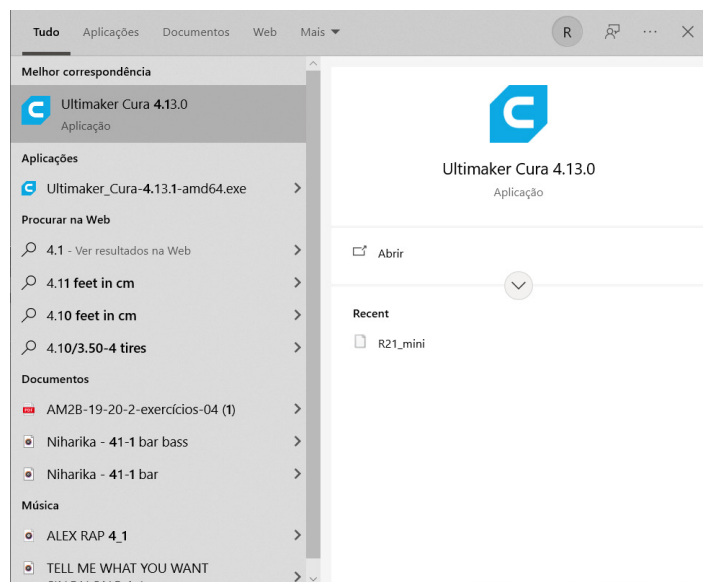 Tudo Aplicações Documentos Web Mais R
Melhor correspondência
Ultimaker Cura 4.13.0
Aplicação
Aplicações
Ultimaker_Cura-4.13.1-amd64.exe
Procurar na Web
4.1 - Ver resultados na Web
4.11 feet in cm
4.10 feet in cm
4.10/3.50-4 tires
Documentos
AM2B-19-20-2-exercícios-04 (1)
Niharika - 41-1 bar bass
Niharika - 41-1 bar
Música
ALEX RAP 4_1
TELL ME WHAT YOU WANT
Ultimaker Cura 4.13.0
Aplicação
Abrir
Recent
R21_mini